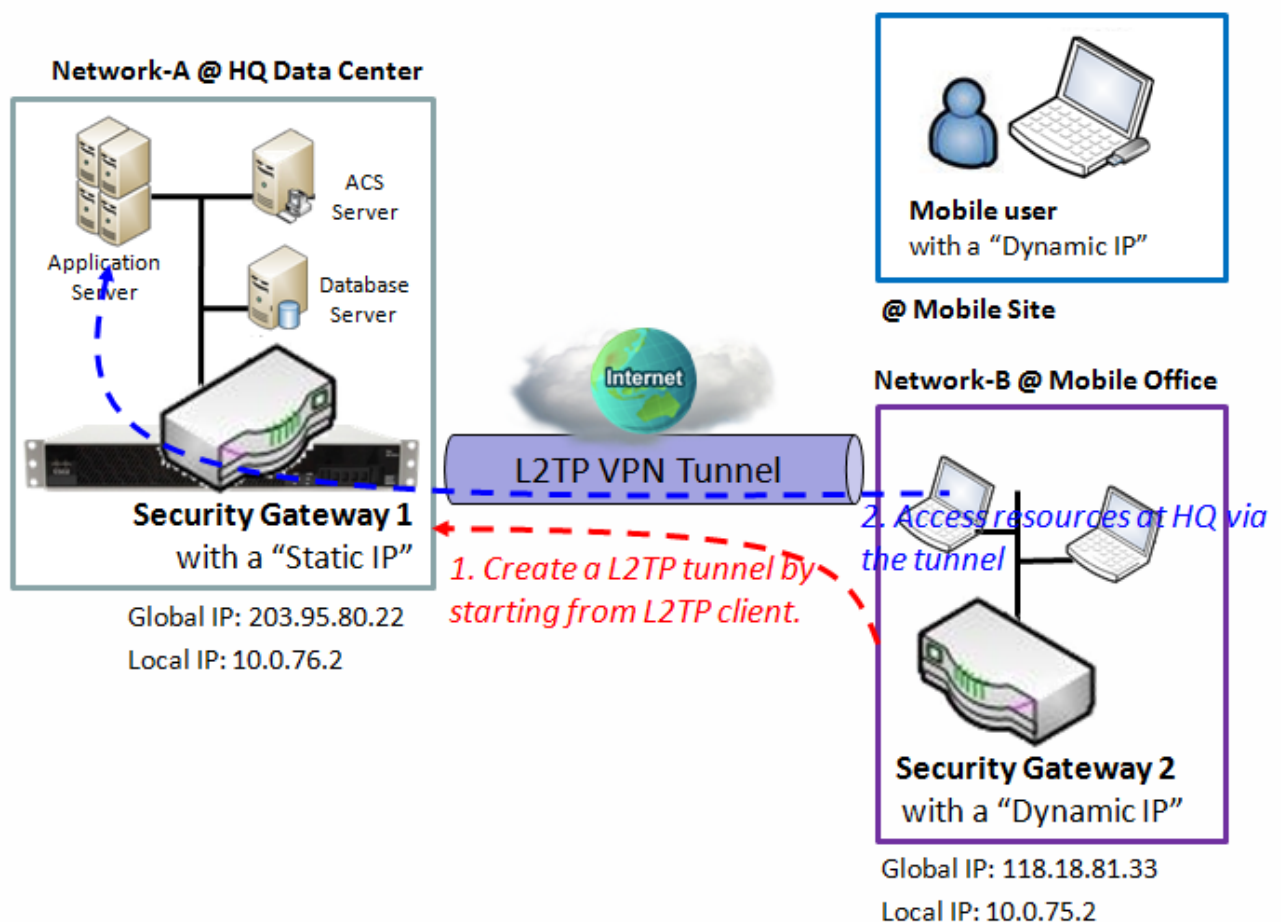 Network-A @ HQ Data Center
ACS
Server
Application
Server
Database
Server
Security Gateway 1
with a “Static IP”
Global IP: 203.95.80.22
Local IP: 10.0.76.2
Internet
L2TP VPN Tunnel
1. Create a L2TP tunnel by
starting from L2TP client.
2. Access resources at HQ via
the tunnel
Mobile user
with a “Dynamic IP”
@ Mobile Site
Network-B @ Mobile Office
Security Gateway 2
with a “Dynamic IP”
Global IP: 118.18.81.33
Local IP: 10.0.75.2